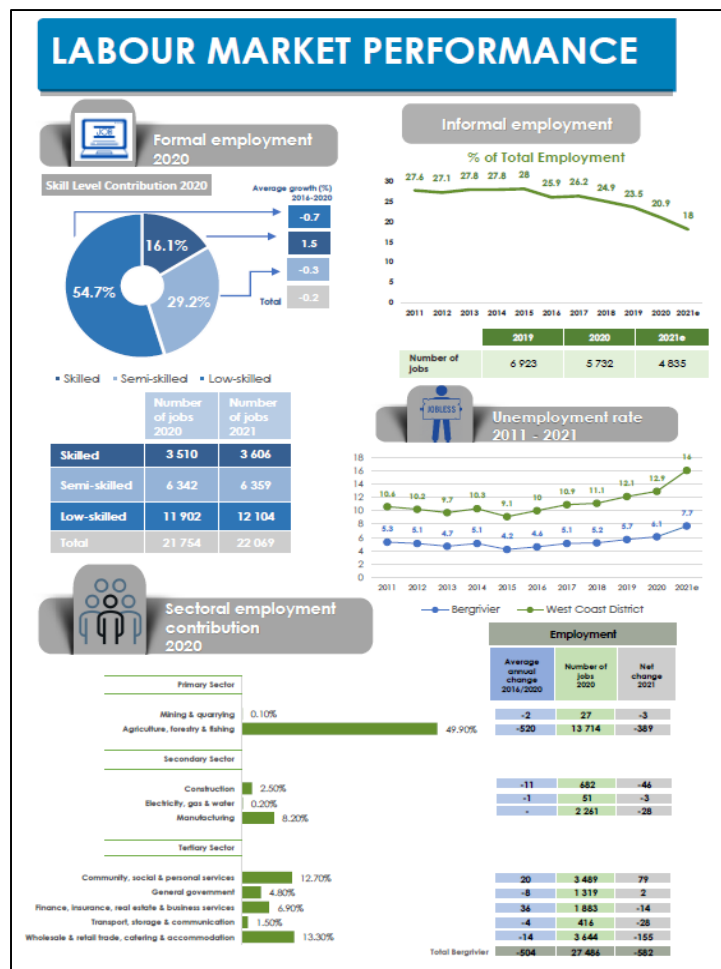 LABOUR MARKET PERFORMANCE
Formal employment
2020
Skill Level Contribution 2020
Average growth (%)
2016-2020
-0.7
1.5
-0.3
Total
-0.2
16.1%
54.7%
29.2%
Skilled Semi-skilled Low-skilled
Number of jobs 2020 Number of jobs 2021
Skilled 3 510 3 606
Semi-skilled 6 342 6 359
Low-skilled 11 902 12 104
Total 21 754 22 069
Informal employment
% of Total Employment
27.6 27.1 27.8 27.8 28 25.9 26.2 24.9 23.5 20.9 18
30
25
20
15
10
5
0
2011 2012 2013 2014 2015 2016 2017 2018 2019 2020 2021e
2019 2020 2021e
Number of jobs 6 923 5 732 4 835
JOBLESS
Unemployment rate
2011 - 2021
18
16
14
12
10
8
6
4
2
0
10.6 10.2 9.7 10.3 9.1 10 10.9 11.1 12.1 12.9 16
5.3 5.1 4.7 5.1 4.2 4.6 5.1 5.2 5.7 6.1 7.7
2011 2012 2013 2014 2015 2016 2017 2018 2019 2020 2021e
Bergrivier West Coast District
Sectoral employment
contribution
2020
Employment
Average annual change 2016/2020 Number of jobs 2020 Net change 2021
Primary Sector
Mining & quarrying 0.10% -2 27 -3
Agriculture, forestry & fishing 49.90% -520 13 714 -389
Secondary Sector
Construction 2.50% -11 682 -46
Electricity, gas & water 0.20% -1 51 -3
Manufacturing 8.20% - 2 261 -28
Tertiary Sector
Community, social & personal services 12.70% 20 3 489 79
General government 4.80% -8 1 319 2
Finance, insurance, real estate & business services 6.90% 36 1 883 -14
Transport, storage & communication 1.50% -4 416 -28
Wholesale & retail trade, catering & accommodation 13.30% -14 3 644 -155
Total Bergrivier -504 27 486 -582